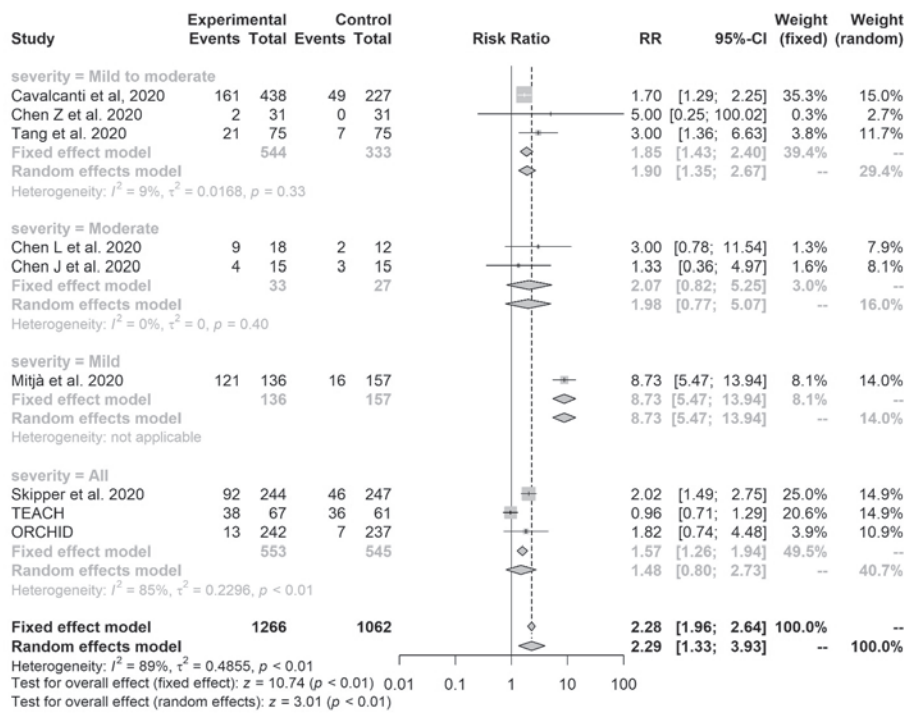 Experimental Control Weight Weight
Study Events Total Events Total Risk Ratio RR 95%-CI (fixed) (random)
severity = Mild to moderate
Cavalcanti et al, 2020 161 438 49 227 1.70 [1.29; 2.25] 35.3% 15.0%
Chen Z et al. 2020 2 31 0 31 5.00 [0.25; 100.02] 0.3% 2.7%
Tang et al. 2020 21 75 7 75 3.00 [1.36; 6.63] 3.8% 11.7%
Fixed effect model 544 333 1.85 [1.43; 2.40] 39.4% --
Random effects model 1.90 [1.35; 2.67] -- 29.4%
Heterogeneity: I² = 9%, τ² = 0.0168, p = 0.33
severity = Moderate
Chen L et al. 2020 9 18 2 12 3.00 [0.78; 11.54] 1.3% 7.9%
Chen J et al. 2020 4 15 3 15 1.33 [0.36; 4.97] 1.6% 8.1%
Fixed effect model 33 27 2.07 [0.82; 5.25] 3.0% --
Random effects model 1.98 [0.77; 5.07] -- 16.0%
Heterogeneity: I² = 0%, τ² = 0, p = 0.40
severity = Mild
Mitjà et al. 2020 121 136 16 157 8.73 [5.47; 13.94] 8.1% 14.0%
Fixed effect model 136 157 8.73 [5.47; 13.94] 8.1% --
Random effects model 8.73 [5.47; 13.94] -- 14.0%
Heterogeneity: not applicable
severity = All
Skipper et al. 2020 92 244 46 247 2.02 [1.49; 2.75] 25.0% 14.9%
TEACH 38 67 36 61 0.96 [0.71; 1.29] 20.6% 14.9%
ORCHID 13 242 7 237 1.82 [0.74; 4.48] 3.9% 10.9%
Fixed effect model 553 545 1.57 [1.26; 1.94] 49.5% --
Random effects model 1.48 [0.80; 2.73] -- 40.7%
Heterogeneity: I² = 85%, τ² = 0.2296, p < 0.01
Fixed effect model 1266 1062 2.28 [1.96; 2.64] 100.0% --
Random effects model 2.29 [1.33; 3.93] -- 100.0%
Heterogeneity: I² = 89%, τ² = 0.4855, p < 0.01
Test for overall effect (fixed effect): z = 10.74 (p < 0.01) 0.01 0.1 1 10 100
Test for overall effect (random effects): z = 3.01 (p < 0.01)